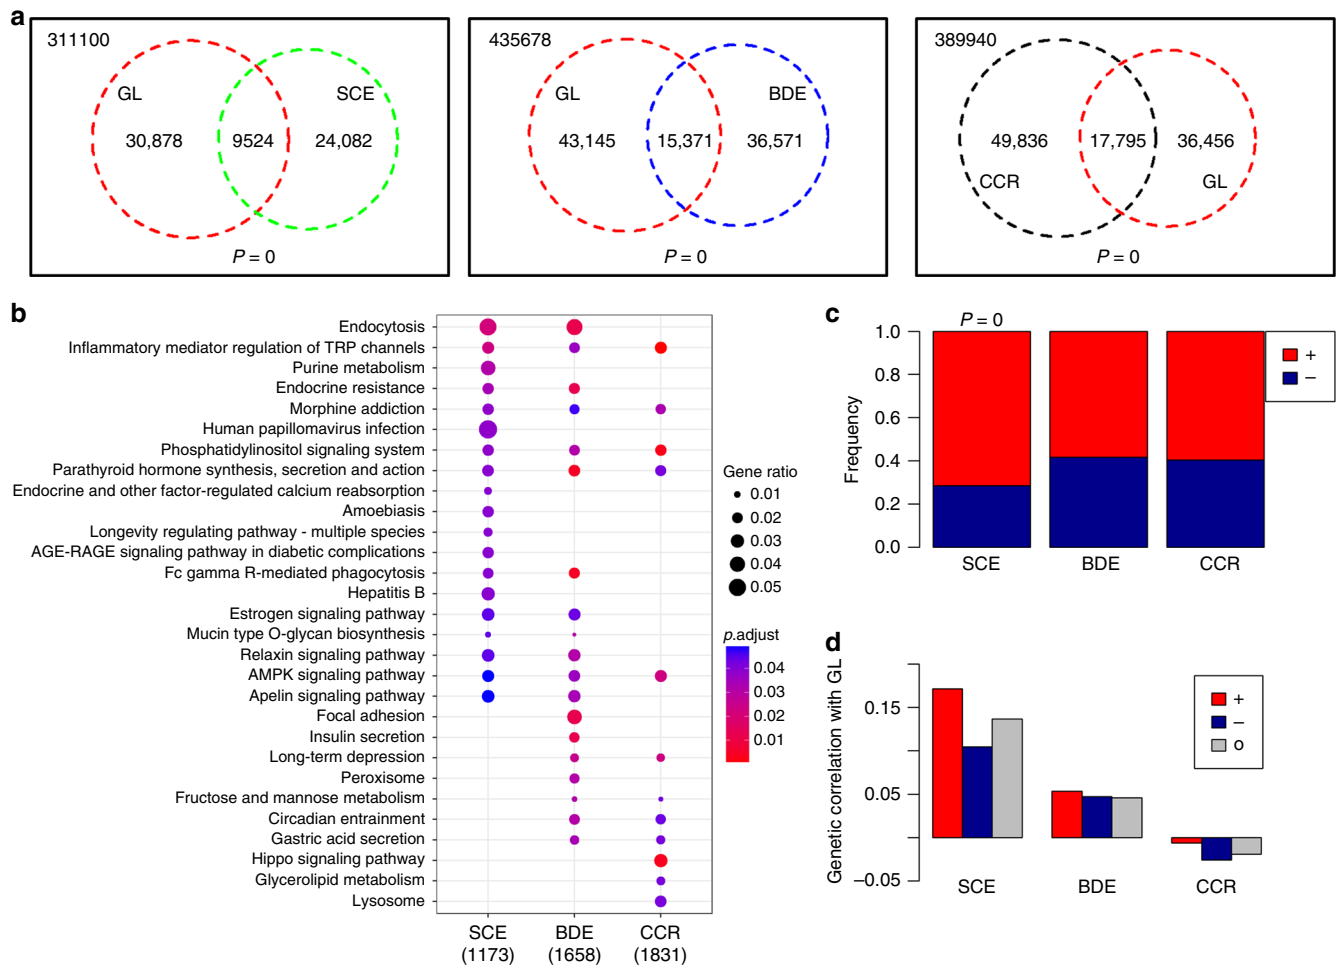 a
311100
GL
SCE
30,878
9524
24,082
P = 0
435678
GL
BDE
43,145
15,371
36,571
P = 0
389940
49,836
17,795
36,456
CCR
GL
P = 0
b
Endocytosis
Inflammatory mediator regulation of TRP channels
Purine metabolism
Endocrine resistance
Morphine addiction
Human papillomavirus infection
Phosphatidylinositol signaling system
Parathyroid hormone synthesis, secretion and action
Endocrine and other factor-regulated calcium reabsorption
Amoebiasis
Longevity regulating pathway - multiple species
AGE-RAGE signaling pathway in diabetic complications
Fc gamma R-mediated phagocytosis
Hepatitis B
Estrogen signaling pathway
Mucin type O-glycan biosynthesis
Relaxin signaling pathway
AMPK signaling pathway
Apelin signaling pathway
Focal adhesion
Insulin secretion
Long-term depression
Peroxisome
Fructose and mannose metabolism
Circadian entrainment
Gastric acid secretion
Hippo signaling pathway
Glycerolipid metabolism
Lysosome
SCE
(1173)
BDE
(1658)
CCR
(1831)
Gene ratio
0.01
0.02
0.03
0.04
0.05
p.adjust
0.04
0.03
0.02
0.01
c
P = 0
Frequency
1.0
0.8
0.6
0.4
0.2
0.0
SCE
BDE
CCR
+
−
d
Genetic correlation with GL
0.15
0.05
−0.05
SCE
BDE
CCR
+
−
o